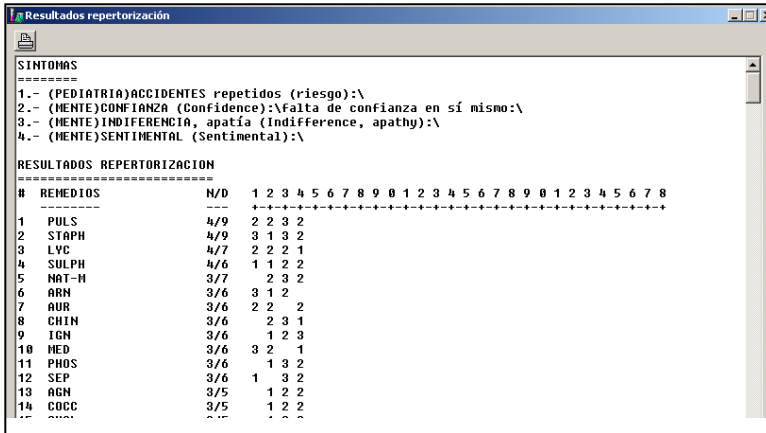 Resultados repertorización
SINTOMAS
========
1.- (PEDIATRIA)ACCIDENTES repetidos (riesgo):\
2.- (MENTE)CONFIANZA (Confidence):\falta de confianza en sí mismo:\
3.- (MENTE)INDIFERENCIA, apatía (Indifference, apathy):\
4.- (MENTE)SENTIMENTAL (Sentimental):\
RESULTADOS REPERTORIZACION
==========================
# REMEDIOS N/D 1 2 3 4 5 6 7 8 9 0 1 2 3 4 5 6 7 8 9 0 1 2 3 4 5 6 7 8
-------- --- +-+-+-+-+-+-+-+-+-+-+-+-+-+-+-+-+-+-+-+-+-+-+-+-+-+-+-+-+
1 PULS 4/9 2 2 3 2
2 STAPH 4/9 3 1 3 2
3 LYC 4/7 2 2 2 1
4 SULPH 4/6 1 1 2 2
5 NAT-M 3/7   2 3 2
6 ARN 3/6 3 1 2
7 AUR 3/6 2 2   2
8 CHIN 3/6   2 3 1
9 IGN 3/6   1 2 3
10 MED 3/6 3 2   1
11 PHOS 3/6   1 3 2
12 SEP 3/6 1   3 2
13 AGN 3/5   1 2 2
14 COCC 3/5   1 2 2